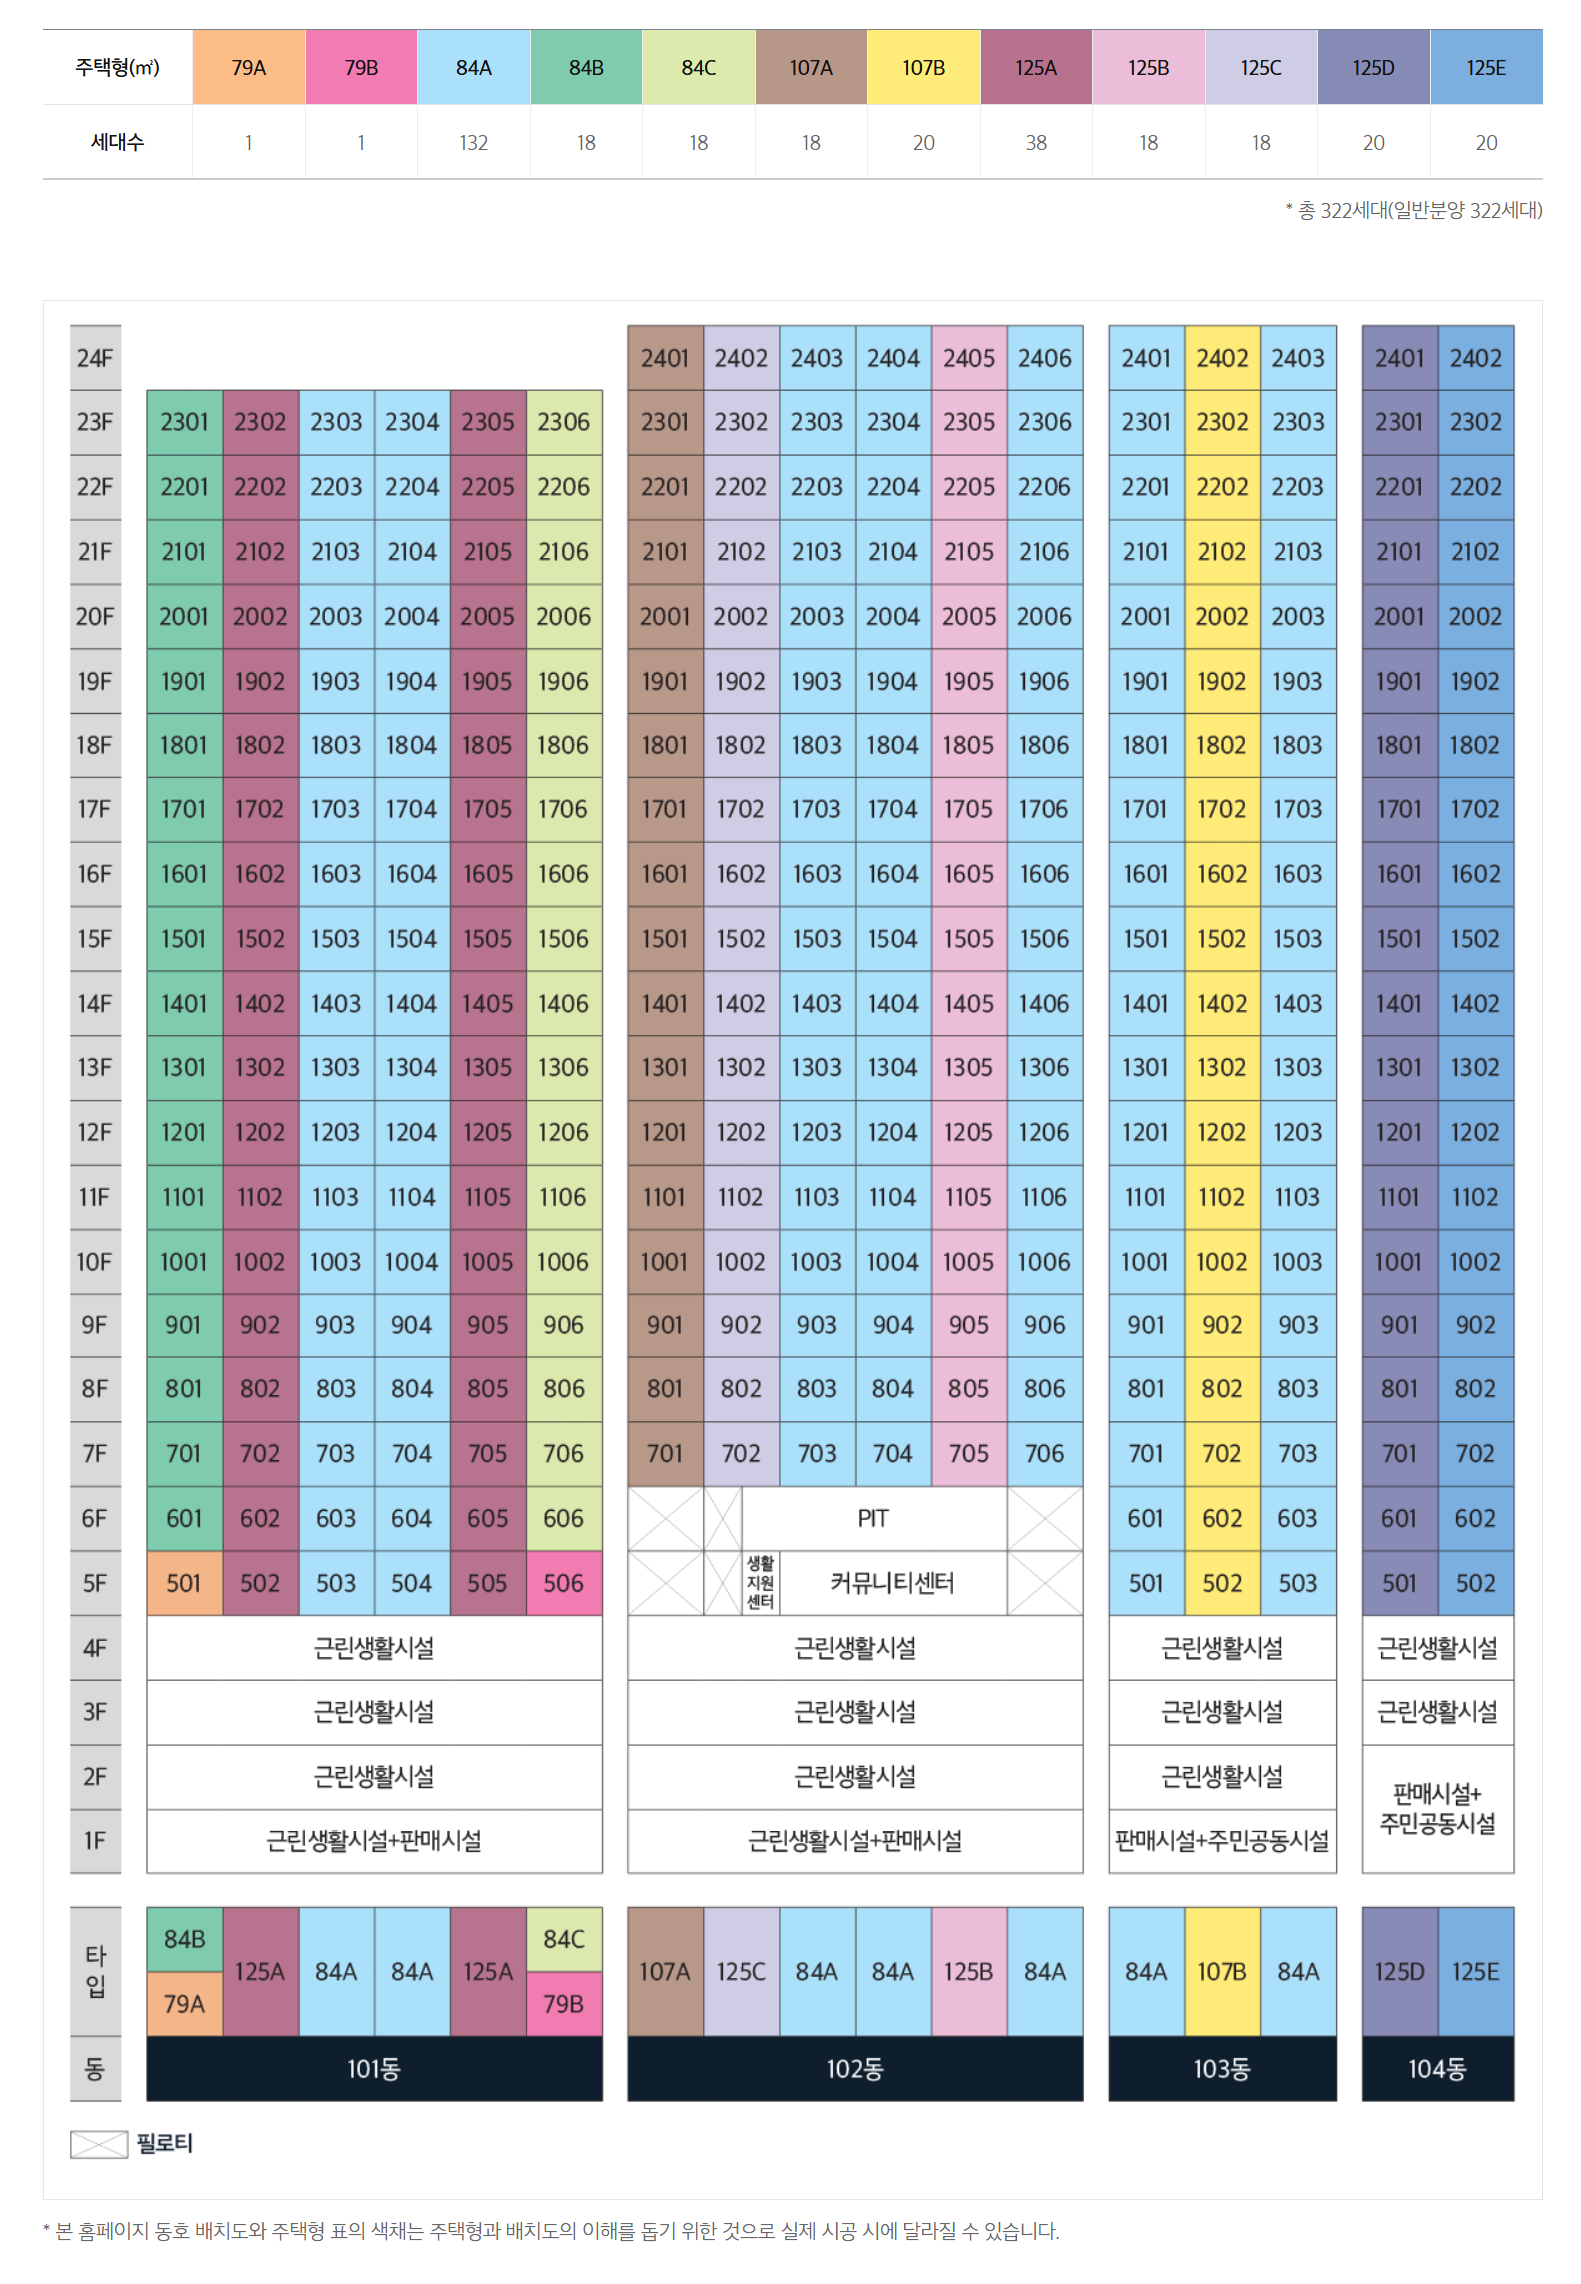 주택형(㎡) 79A 79B 84A 84B 84C 107A 107B 125A 125B 125C 125D 125E
세대수 1 1 132 18 18 18 20 38 18 18 20 20
* 총 322세대(일반분양 322세대)
24F 2401 2402 2403 2404 2405 2406 2401 2402 2403 2401 2402
23F 2301 2302 2303 2304 2305 2306 2301 2302 2303 2304 2305 2306 2301 2302 2303 2301 2302
22F 2201 2202 2203 2204 2205 2206 2201 2202 2203 2204 2205 2206 2201 2202 2203 2201 2202
21F 2101 2102 2103 2104 2105 2106 2101 2102 2103 2104 2105 2106 2101 2102 2103 2101 2102
20F 2001 2002 2003 2004 2005 2006 2001 2002 2003 2004 2005 2006 2001 2002 2003 2001 2002
19F 1901 1902 1903 1904 1905 1906 1901 1902 1903 1904 1905 1906 1901 1902 1903 1901 1902
18F 1801 1802 1803 1804 1805 1806 1801 1802 1803 1804 1805 1806 1801 1802 1803 1801 1802
17F 1701 1702 1703 1704 1705 1706 1701 1702 1703 1704 1705 1706 1701 1702 1703 1701 1702
16F 1601 1602 1603 1604 1605 1606 1601 1602 1603 1604 1605 1606 1601 1602 1603 1601 1602
15F 1501 1502 1503 1504 1505 1506 1501 1502 1503 1504 1505 1506 1501 1502 1503 1501 1502
14F 1401 1402 1403 1404 1405 1406 1401 1402 1403 1404 1405 1406 1401 1402 1403 1401 1402
13F 1301 1302 1303 1304 1305 1306 1301 1302 1303 1304 1305 1306 1301 1302 1303 1301 1302
12F 1201 1202 1203 1204 1205 1206 1201 1202 1203 1204 1205 1206 1201 1202 1203 1201 1202
11F 1101 1102 1103 1104 1105 1106 1101 1102 1103 1104 1105 1106 1101 1102 1103 1101 1102
10F 1001 1002 1003 1004 1005 1006 1001 1002 1003 1004 1005 1006 1001 1002 1003 1001 1002
9F 901 902 903 904 905 906 901 902 903 904 905 906 901 902 903 901 902
8F 801 802 803 804 805 806 801 802 803 804 805 806 801 802 803 801 802
7F 701 702 703 704 705 706 701 702 703 704 705 706 701 702 703 701 702
6F 601 602 603 604 605 606 PIT 601 602 603 601 602
5F 501 502 503 504 505 506 생활
지원
센터 커뮤니티센터 501 502 503 501 502
4F 근린생활시설 근린생활시설 근린생활시설 근린생활시설
3F 근린생활시설 근린생활시설 근린생활시설 근린생활시설
2F 근린생활시설 근린생활시설 근린생활시설 판매시설+
주민공동시설
1F 근린생활시설+판매시설 근린생활시설+판매시설 판매시설+주민공동시설
타
입 84B 79A 125A 84A 84A 125A 84C 79B 107A 125C 84A 84A 125B 84A 84A 107B 84A 125D 125E
동 101동 102동 103동 104동
필로티
* 본 홈페이지 동호 배치도와 주택형 표의 색채는 주택형과 배치도의 이해를 돕기 위한 것으로 실제 시공 시에 달라질 수 있습니다.